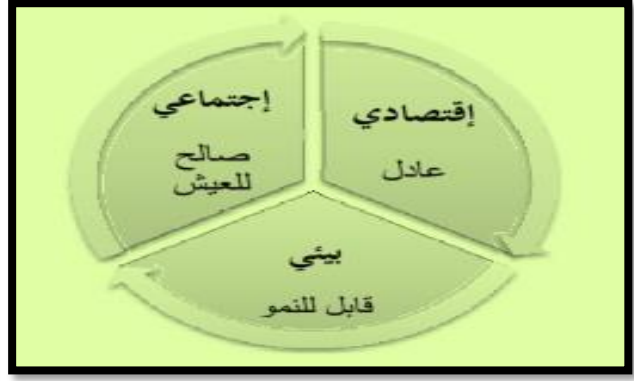 إقتصادي
عادل
إجتماعي
صالح
للعيش
بيئي
قابل للنمو